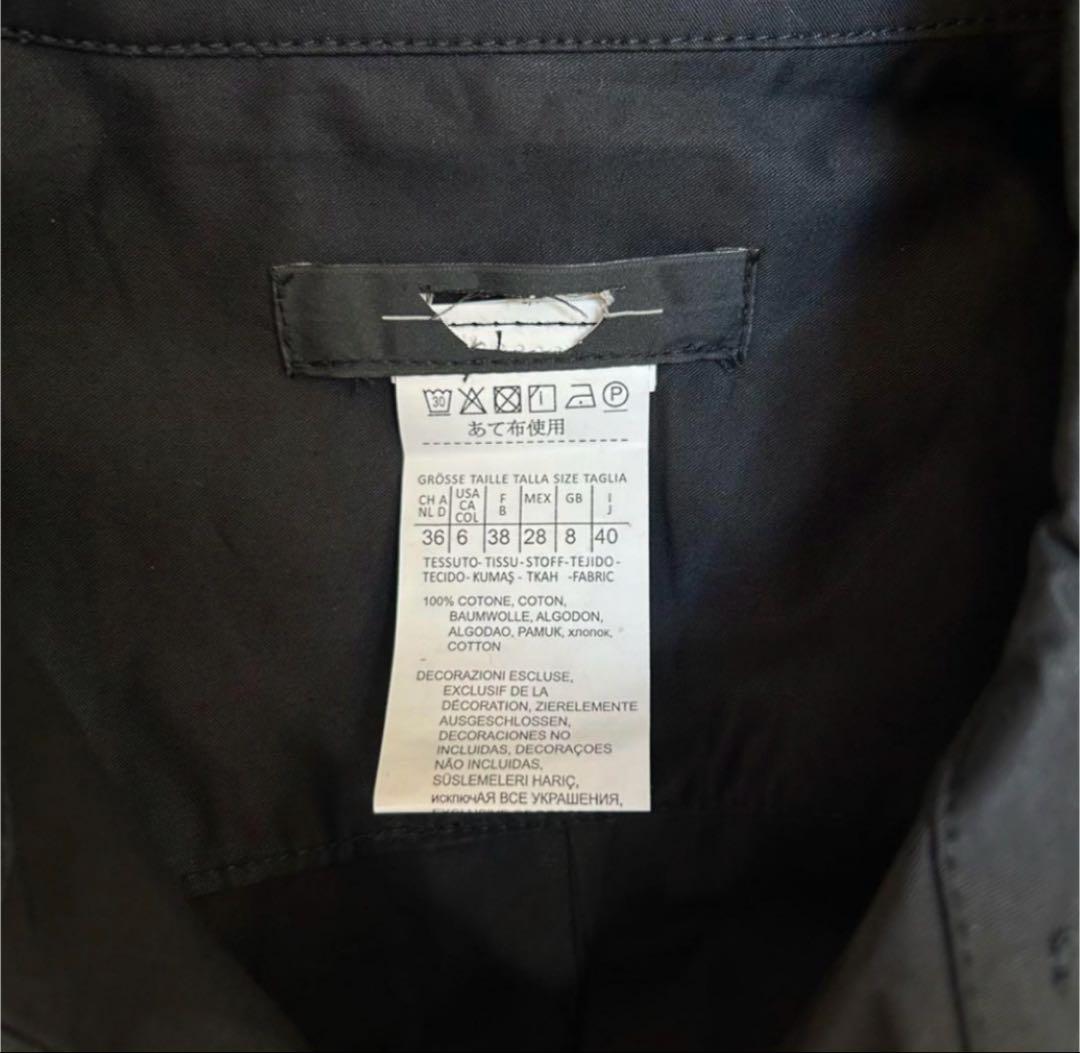 30 P
あて布使用
GRÖSSE TAILLE TALLA SIZE TAGLIA
CH A NL D USA CA COL F B MEX GB I J
36 6 38 28 8 40
TESSUTO- TISSU - STOFF-TEJIDO -
TECIDO- KUMAŞ - TKAH -FABRIC
100% COTONE, COTON,
BAUMWOLLE, ALGODON,
ALGODAO, PAMUK, хлопок,
COTTON
DECORAZIONI ESCLUSE,
EXCLUSIF DE LA
DÉCORATION, ZIERELEMENTE
AUSGESCHLOSSEN,
DECORACIONES NO
INCLUIDAS, DECORAÇOES
NÃO INCLUIDAS,
SÜSLEMELERI HARIÇ,
исключАЯ ВСЕ УКРАШЕНИЯ,